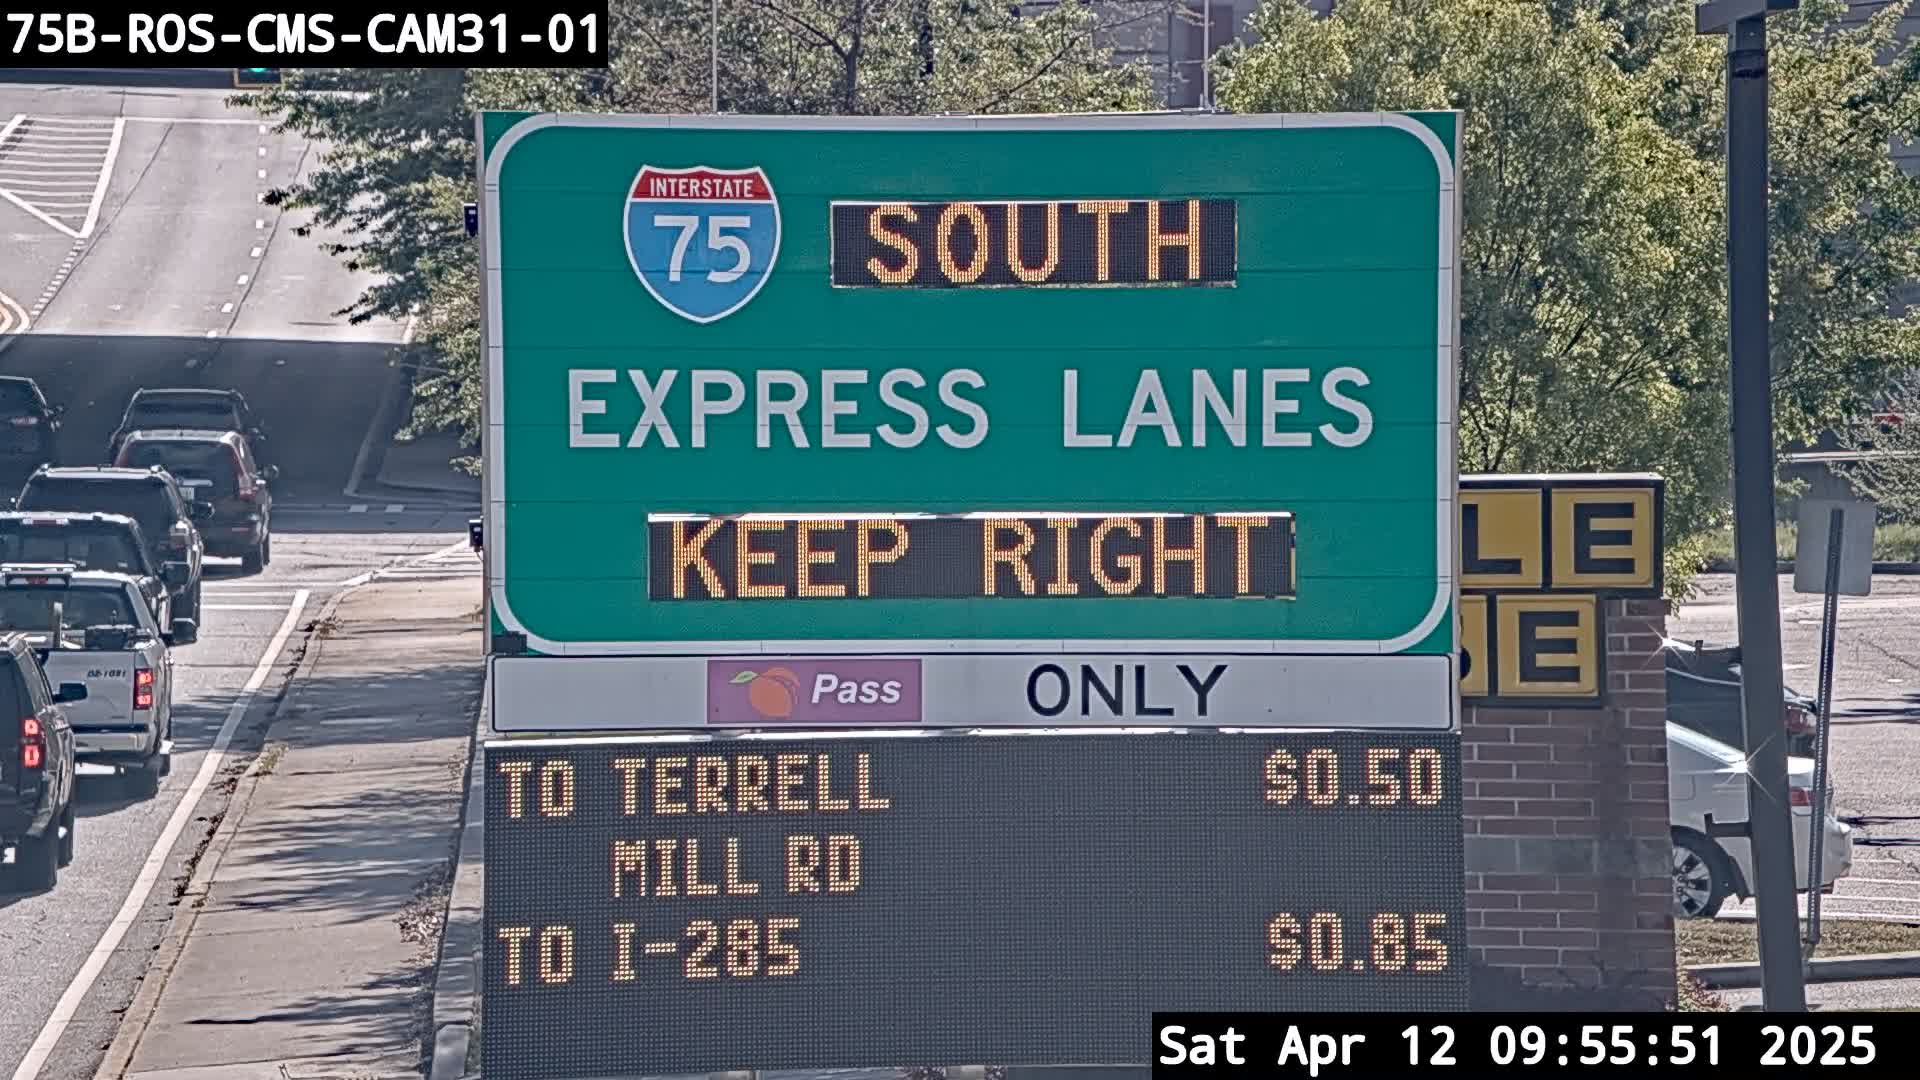 75B-ROS-CMS-CAM31-01
INTERSTATE
75
SOUTH
EXPRESS LANES
KEEP RIGHT
Pass ONLY
TO TERRELL $0.50
MILL RD
TO I-285 $0.85
LE
E
Sat Apr 12 09:55:51 2025